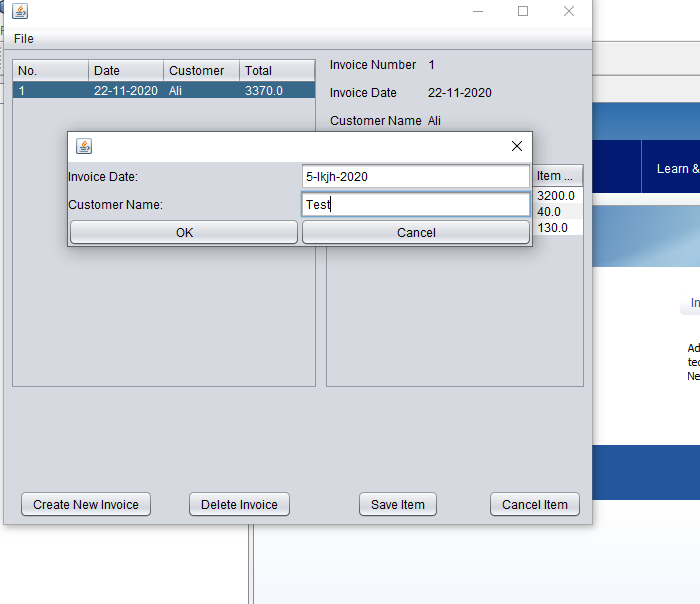 File
No. Date Customer Total
1 22-11-2020 Ali 3370.0
Invoice Number 1
Invoice Date 22-11-2020
Customer Name Ali
Invoice Date: 5-lkjh-2020
Customer Name: Test
OK Cancel
Item ...
3200.0
40.0
130.0
Create New Invoice Delete Invoice Save Item Cancel Item
Learn &
In
Ad
tec
Ne